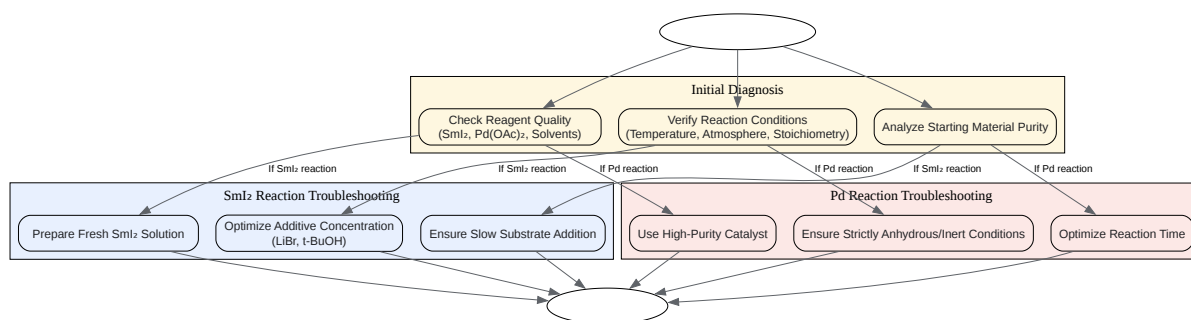 Initial Diagnosis
Check Reagent Quality
(SmI₂, Pd(OAc)₂, Solvents)
Verify Reaction Conditions
(Temperature, Atmosphere, Stoichiometry)
Analyze Starting Material Purity
If SmI₂ reaction
If SmI₂ reaction
If Pd reaction
If Pd reaction
If SmI₂ reaction
If Pd reaction
SmI₂ Reaction Troubleshooting
Pd Reaction Troubleshooting
Prepare Fresh SmI₂ Solution
Optimize Additive Concentration
(LiBr, t-BuOH)
Ensure Slow Substrate Addition
Use High-Purity Catalyst
Ensure Strictly Anhydrous/Inert Conditions
Optimize Reaction Time